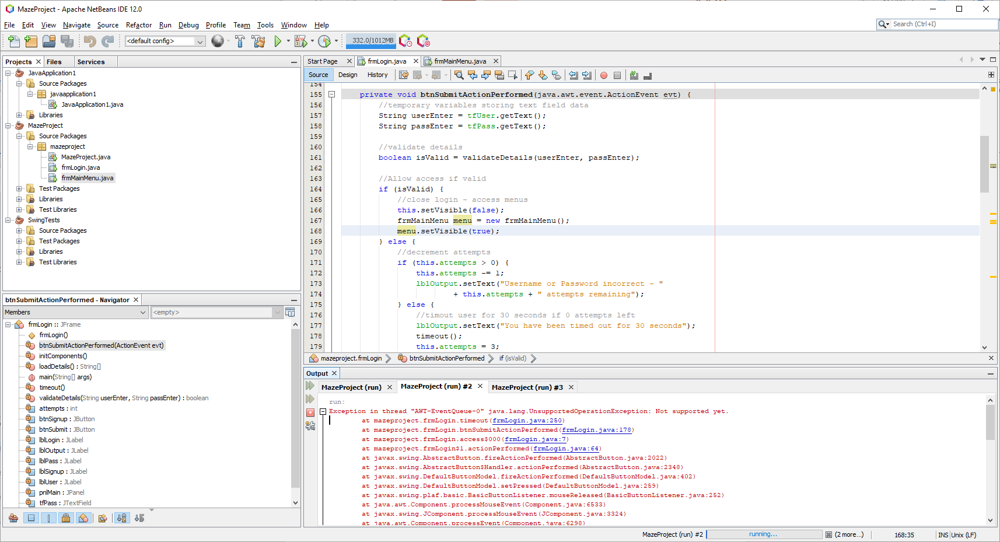 MazeProject - Apache NetBeans IDE 12.0
File Edit View Navigate Source Refactor Run Debug Profile Team Tools Window Help
Search (Ctrl+I)
<default config>
332.0/1012MB
Projects Files Services
JavaApplication1
Source Packages
javaapplication1
JavaApplication1.java
Libraries
MazeProject
Source Packages
mazeproject
MazeProject.java
frmLogin.java
frmMainMenu.java
Test Packages
Libraries
Test Libraries
SwingTests
Source Packages
Test Packages
Libraries
Test Libraries
btnSubmitActionPerformed - Navigator
Members <empty>
frmLogin :: JFrame
frmLogin()
btnSubmitActionPerformed(ActionEvent evt)
initComponents()
loadDetails() : String[]
main(String[] args)
timeout()
validateDetails(String userEnter, String passEnter) : boolean
attempts : int
btnSignup : JButton
btnSubmit : JButton
lblLogin : JLabel
lblOutput : JLabel
lblPass : JLabel
lblSignup : JLabel
lblUser : JLabel
pnlMain : JPanel
tfPass : JTextField
Start Page frmLogin.java frmMainMenu.java
Source Design History
154
155 private void btnSubmitActionPerformed(java.awt.event.ActionEvent evt) {
156 //temporary variables storing text field data
157 String userEnter = tfUser.getText();
158 String passEnter = tfPass.getText();
159
160 //validate details
161 boolean isValid = validateDetails(userEnter, passEnter);
162
163 //Allow access if valid
164 if (isValid) {
165 //close login - access menus
166 this.setVisible(false);
167 frmMainMenu menu = new frmMainMenu();
168 menu.setVisible(true);
169 } else {
170 //decrement attempts
171 if (this.attempts > 0) {
172 this.attempts -= 1;
173 lblOutput.setText("Username or Password incorrect - "
174 + this.attempts + " attempts remaining");
175 } else {
176 //timout user for 30 seconds if 0 attempts left
177 lblOutput.setText("You have been timed out for 30 seconds");
178 timeout();
179 this.attempts = 3;
mazeproject.frmLogin btnSubmitActionPerformed if (isValid)
Output
MazeProject (run) MazeProject (run) #2 MazeProject (run) #3
run:
Exception in thread "AWT-EventQueue-0" java.lang.UnsupportedOperationException: Not supported yet.
at mazeproject.frmLogin.timeout(frmLogin.java:250)
at mazeproject.frmLogin.btnSubmitActionPerformed(frmLogin.java:178)
at mazeproject.frmLogin.access$000(frmLogin.java:7)
at mazeproject.frmLogin$1.actionPerformed(frmLogin.java:64)
at javax.swing.AbstractButton.fireActionPerformed(AbstractButton.java:2022)
at javax.swing.AbstractButton$Handler.actionPerformed(AbstractButton.java:2348)
at javax.swing.DefaultButtonModel.fireActionPerformed(DefaultButtonModel.java:402)
at javax.swing.DefaultButtonModel.setPressed(DefaultButtonModel.java:259)
at javax.swing.plaf.basic.BasicButtonListener.mouseReleased(BasicButtonListener.java:252)
at java.awt.Component.processMouseEvent(Component.java:6533)
at javax.swing.JComponent.processMouseEvent(JComponent.java:3324)
at java.awt.Component.processEvent(Component.java:6298)
MazeProject (run) #2 running... (2 more...) 168:35 INS Unix (LF)